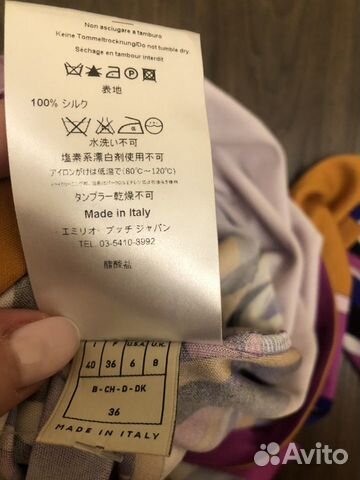 Non asciugare a tamburo
Keine Tommeltrocknung/Do not tumble dry.
Séchage en tambour interdit
表地
100% シルク
水洗い不可
塩素系漂白剤使用不可
アイロンがけは低温で(80℃〜120℃)
タンブラー乾燥不可
Made in Italy
エミリオ・プッチ ジャパン
TEL. 03-5410-8992
I F U.S.A. U.K.
40 36 6 8
B - CH - D - DK
36
MADE IN ITALY
Avito